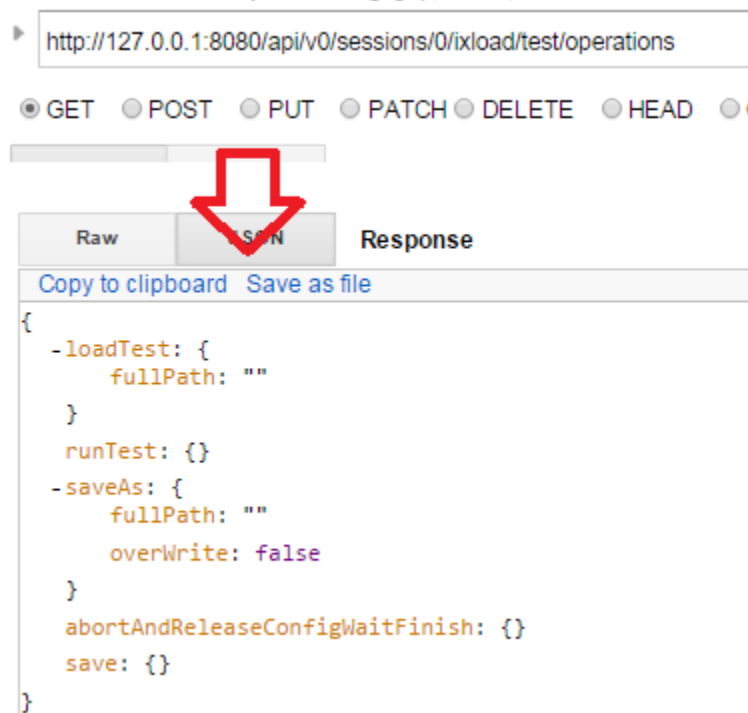 http://127.0.0.1:8080/api/v0/sessions/0/ixload/test/operations
GET POST PUT PATCH DELETE HEAD
Raw JSON Response
Copy to clipboard Save as file
{
-loadTest: {
fullPath: ""
}
runTest: {}
-saveAs: {
fullPath: ""
overWrite: false
}
abortAndReleaseConfigWaitFinish: {}
save: {}
}